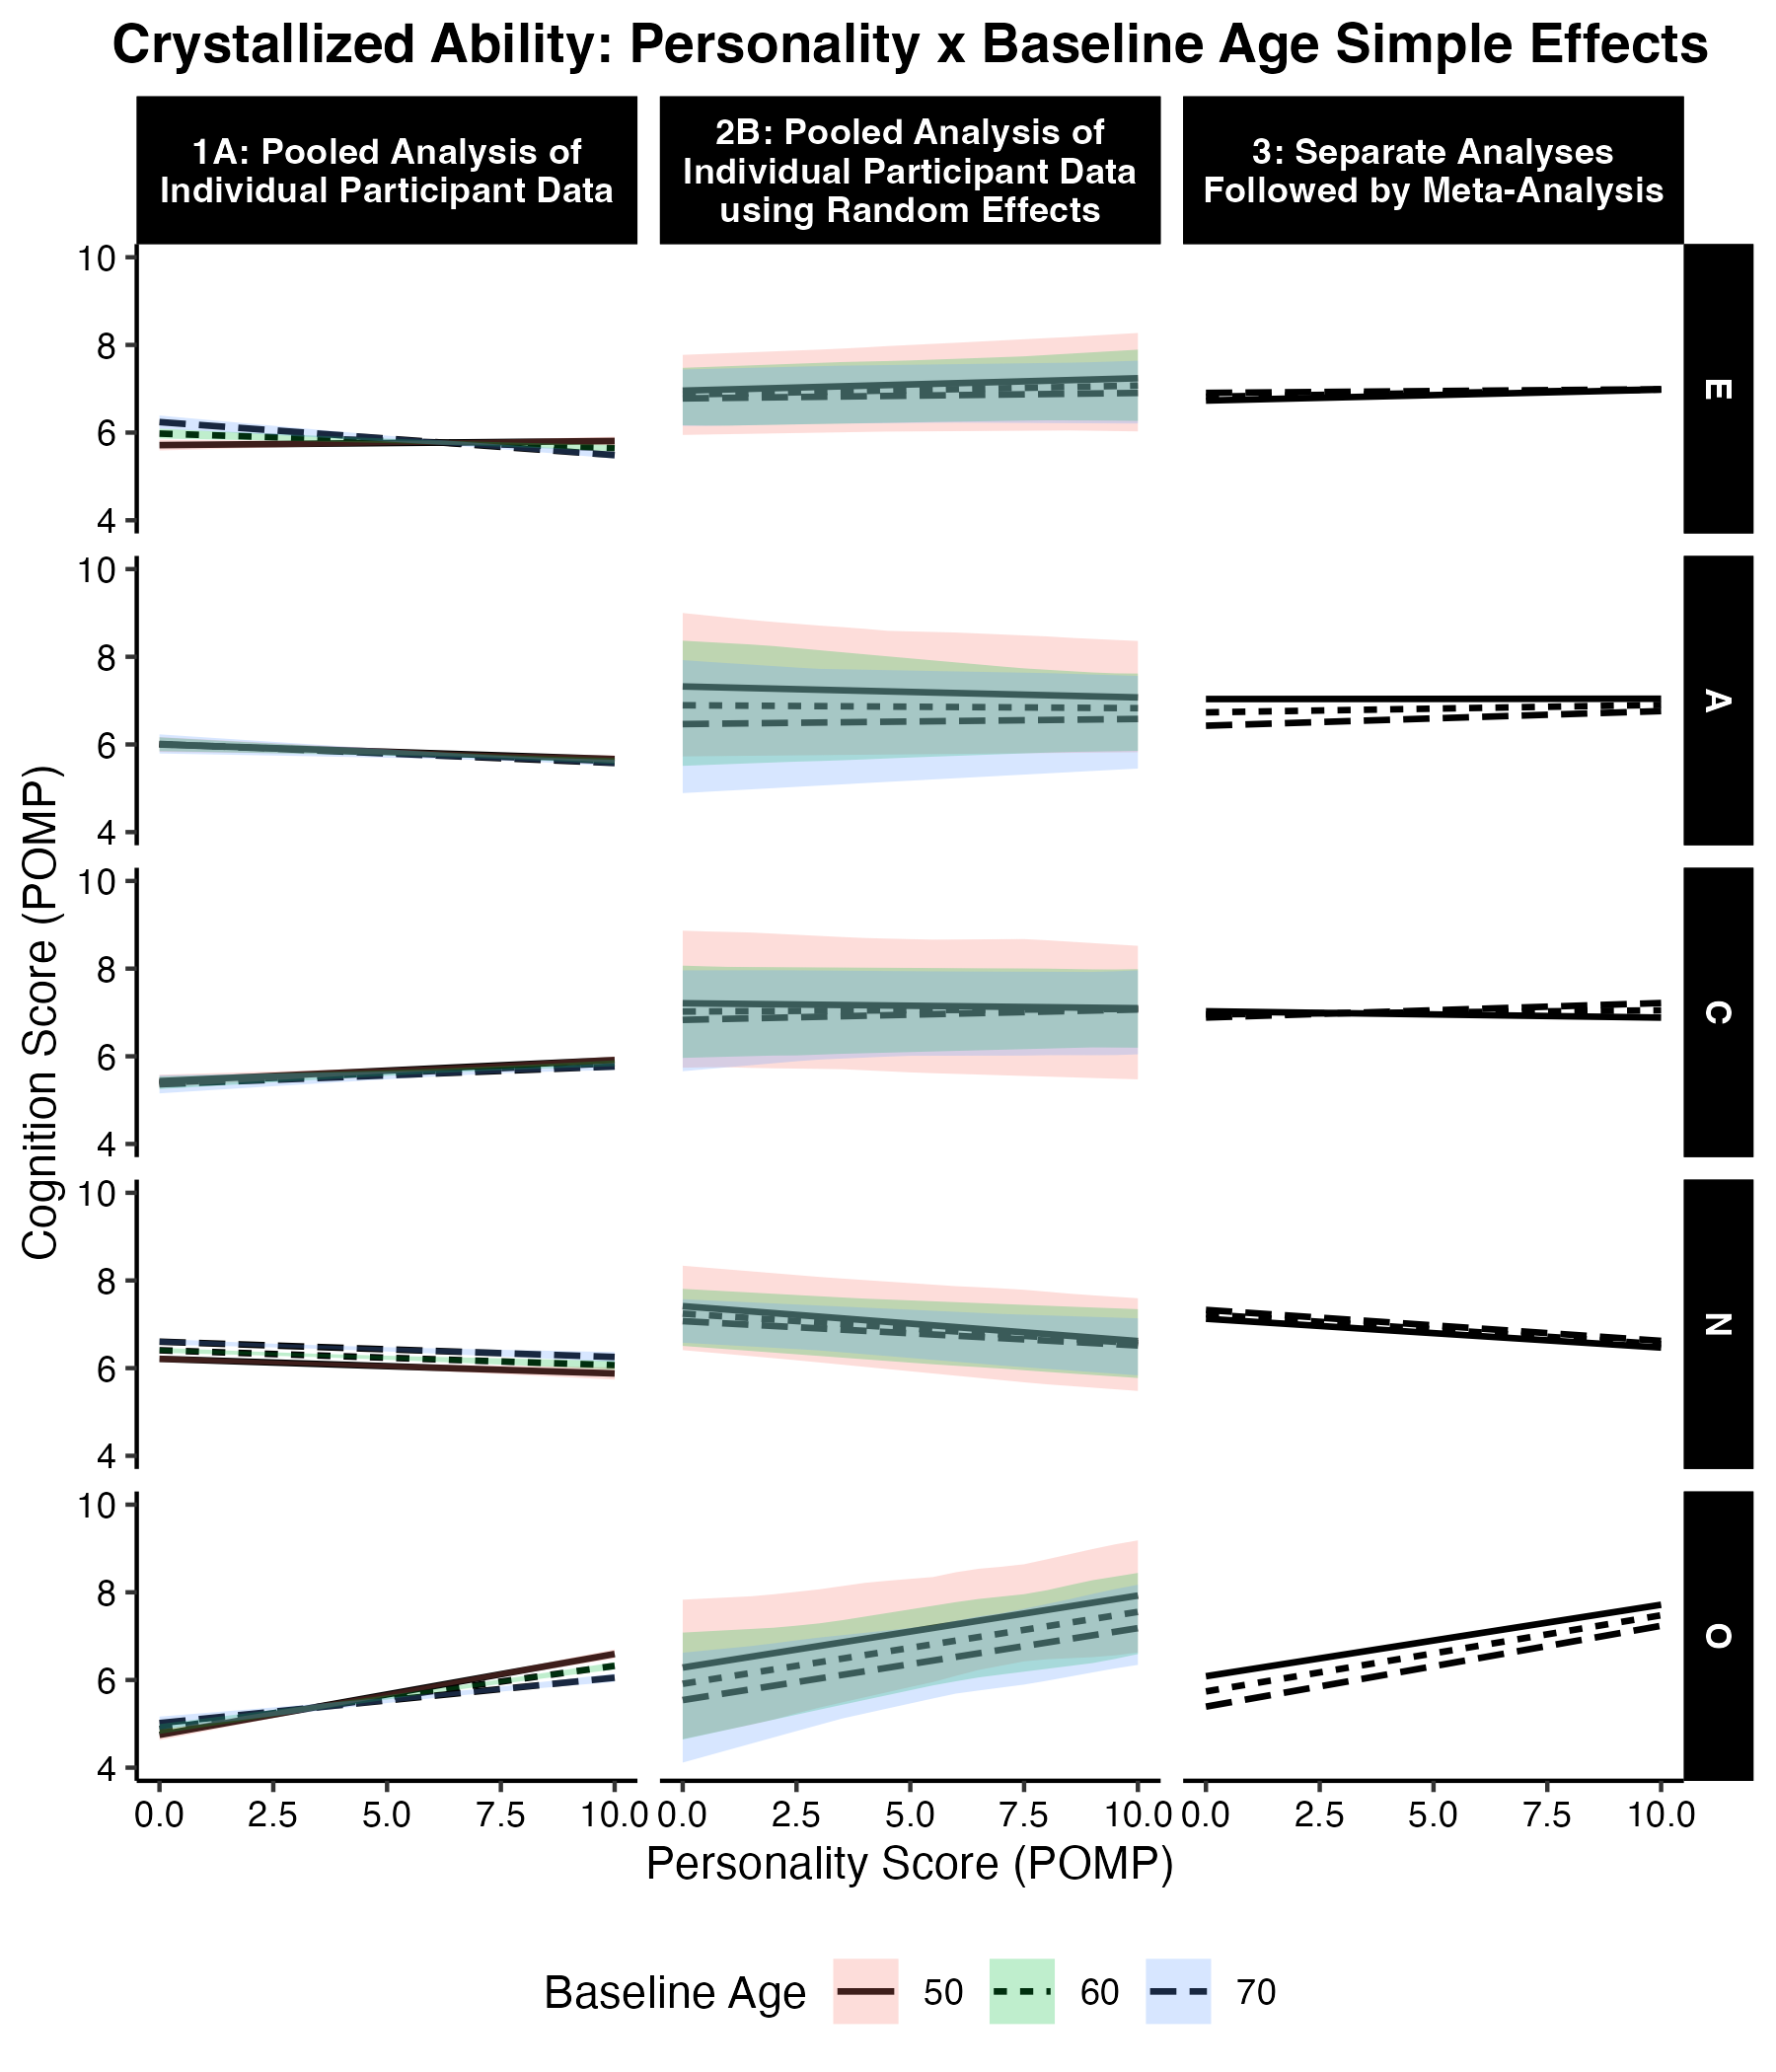 Crystallized Ability: Personality x Baseline Age Simple Effects
1A: Pooled Analysis of
Individual Participant Data
2B: Pooled Analysis of
Individual Participant Data
using Random Effects
3: Separate Analyses
Followed by Meta-Analysis
Cognition Score (POMP)
10
8
6
4
E
10
8
6
4
A
10
8
6
4
C
10
8
6
4
N
10
8
6
4
O
0.0 2.5 5.0 7.5 10.0 0.0 2.5 5.0 7.5 10.0 0.0 2.5 5.0 7.5 10.0
Personality Score (POMP)
Baseline Age 50 60 70